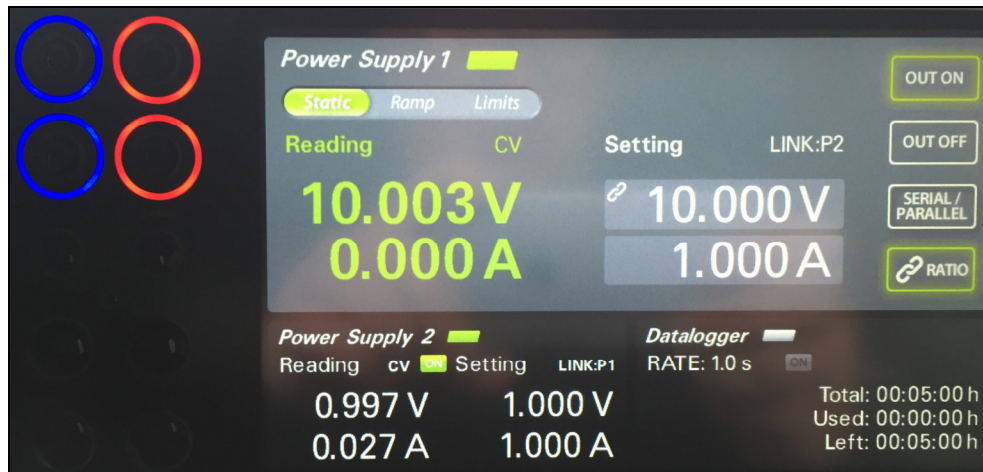 Power Supply 1
OUT ON
Static Ramp Limits
Reading CV Setting LINK:P2
OUT OFF
10.003 V 10.000 V
SERIAL / PARALLEL
0.000 A 1.000 A
RATIO
Power Supply 2 Datalogger
Reading CV ON Setting LINK:P1 RATE: 1.0 s ON
0.997 V 1.000 V
0.027 A 1.000 A
Total: 00:05:00 h
Used: 00:00:00 h
Left: 00:05:00 h